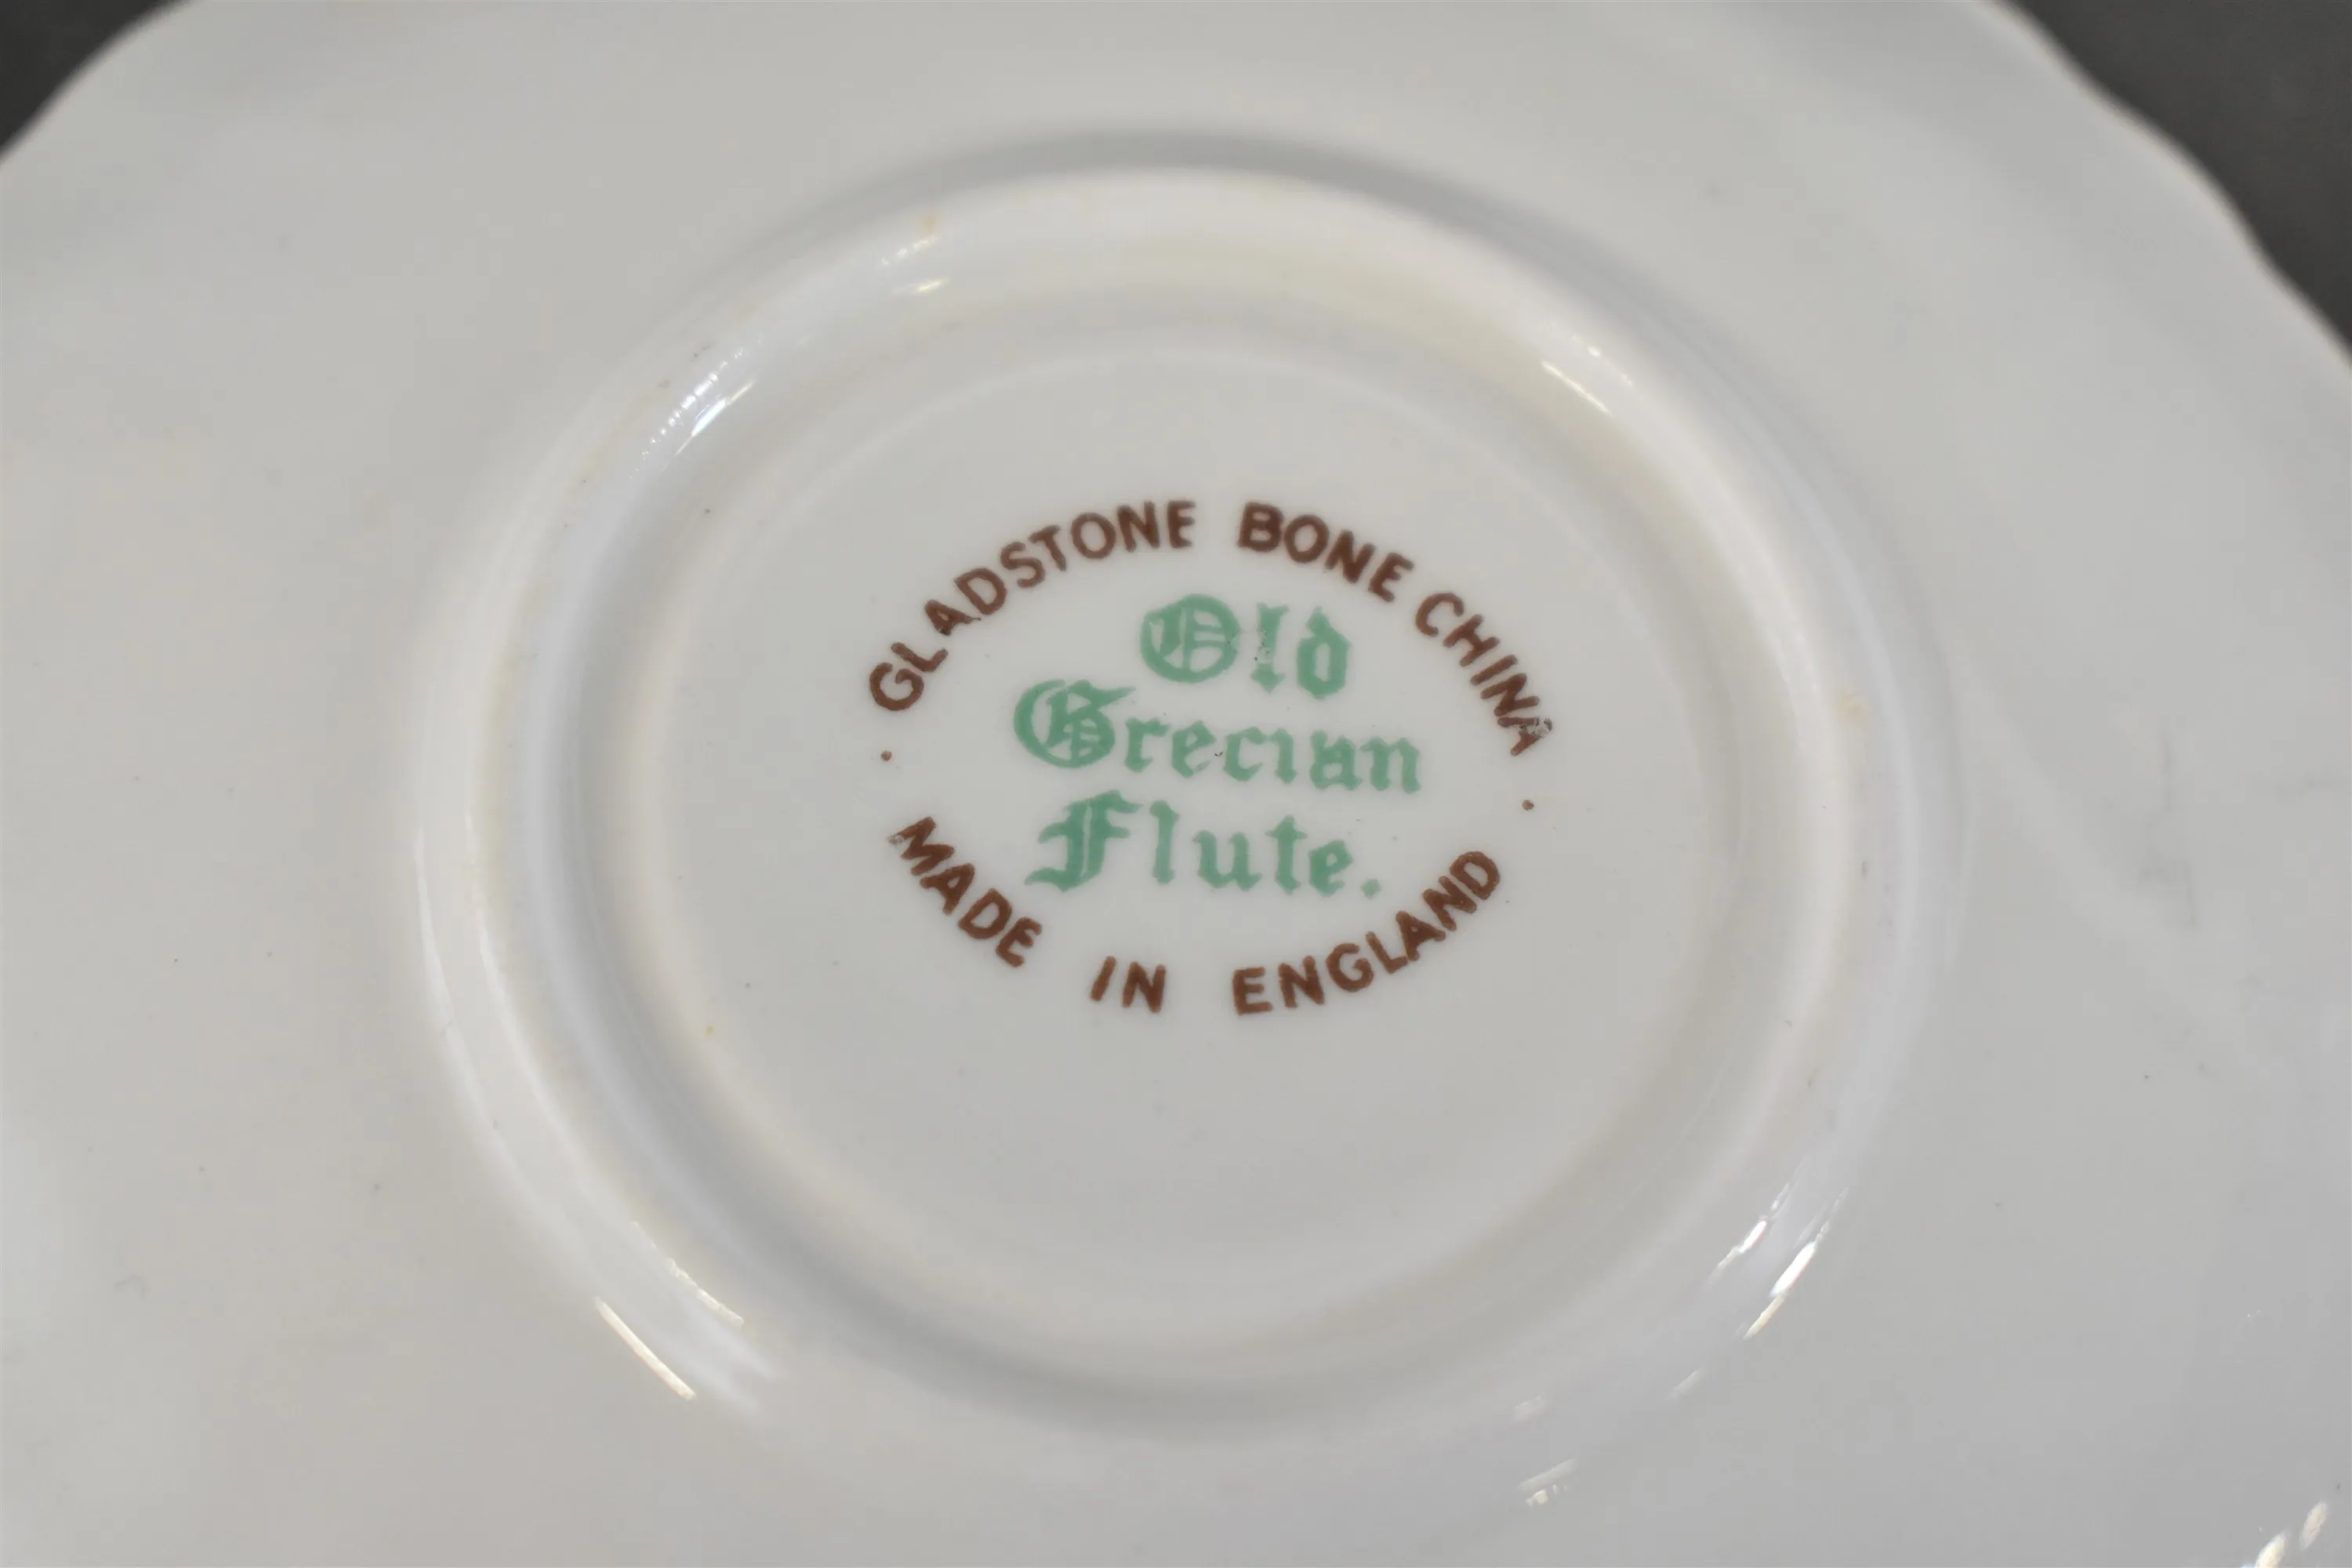 GLADSTONE BONE CHINA
Old
Grecian
Flute.
MADE IN ENGLAND